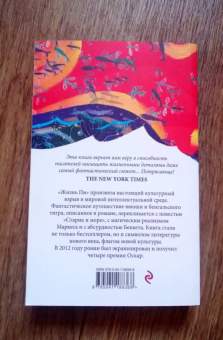 Эта книга вернет вам веру в способность
писателей насыщать жизненными деталями даже
самый фантастический сюжет... Потрясающе!
THE NEW YORK TIMES
«Жизнь Пи» произвела настоящий культурный
взрыв в мировой интеллектуальной среде.
Фантастическое путешествие юноши и бенгальского
тигра, описанное в романе, перекликается с повестью
«Старик и море», с магическим реализмом
Маркеса и с абсурдностью Беккета. Книга стала
не только бестселлером, но и символом литературы
нового века, флагом новой культуры.
В 2012 году роман был экранизирован и получил
четыре премии Оскар.